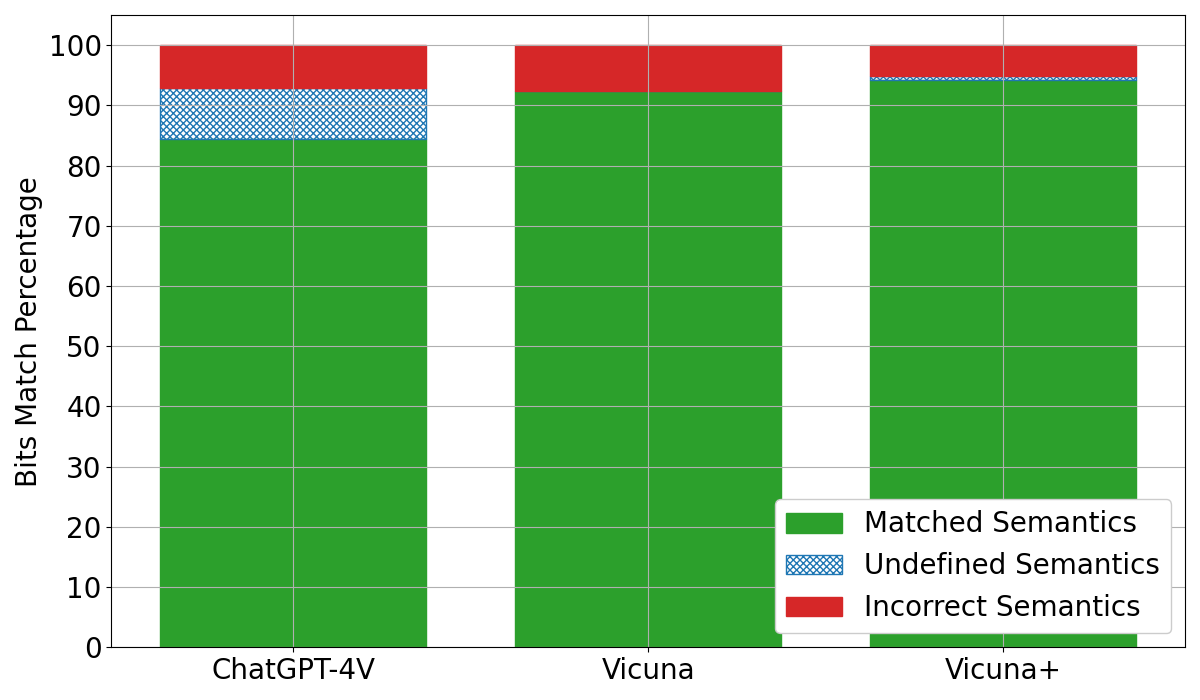 Bits Match Percentage
100
90
80
70
60
50
40
30
20
10
0
Matched Semantics
Undefined Semantics
Incorrect Semantics
ChatGPT-4V Vicuna Vicuna+